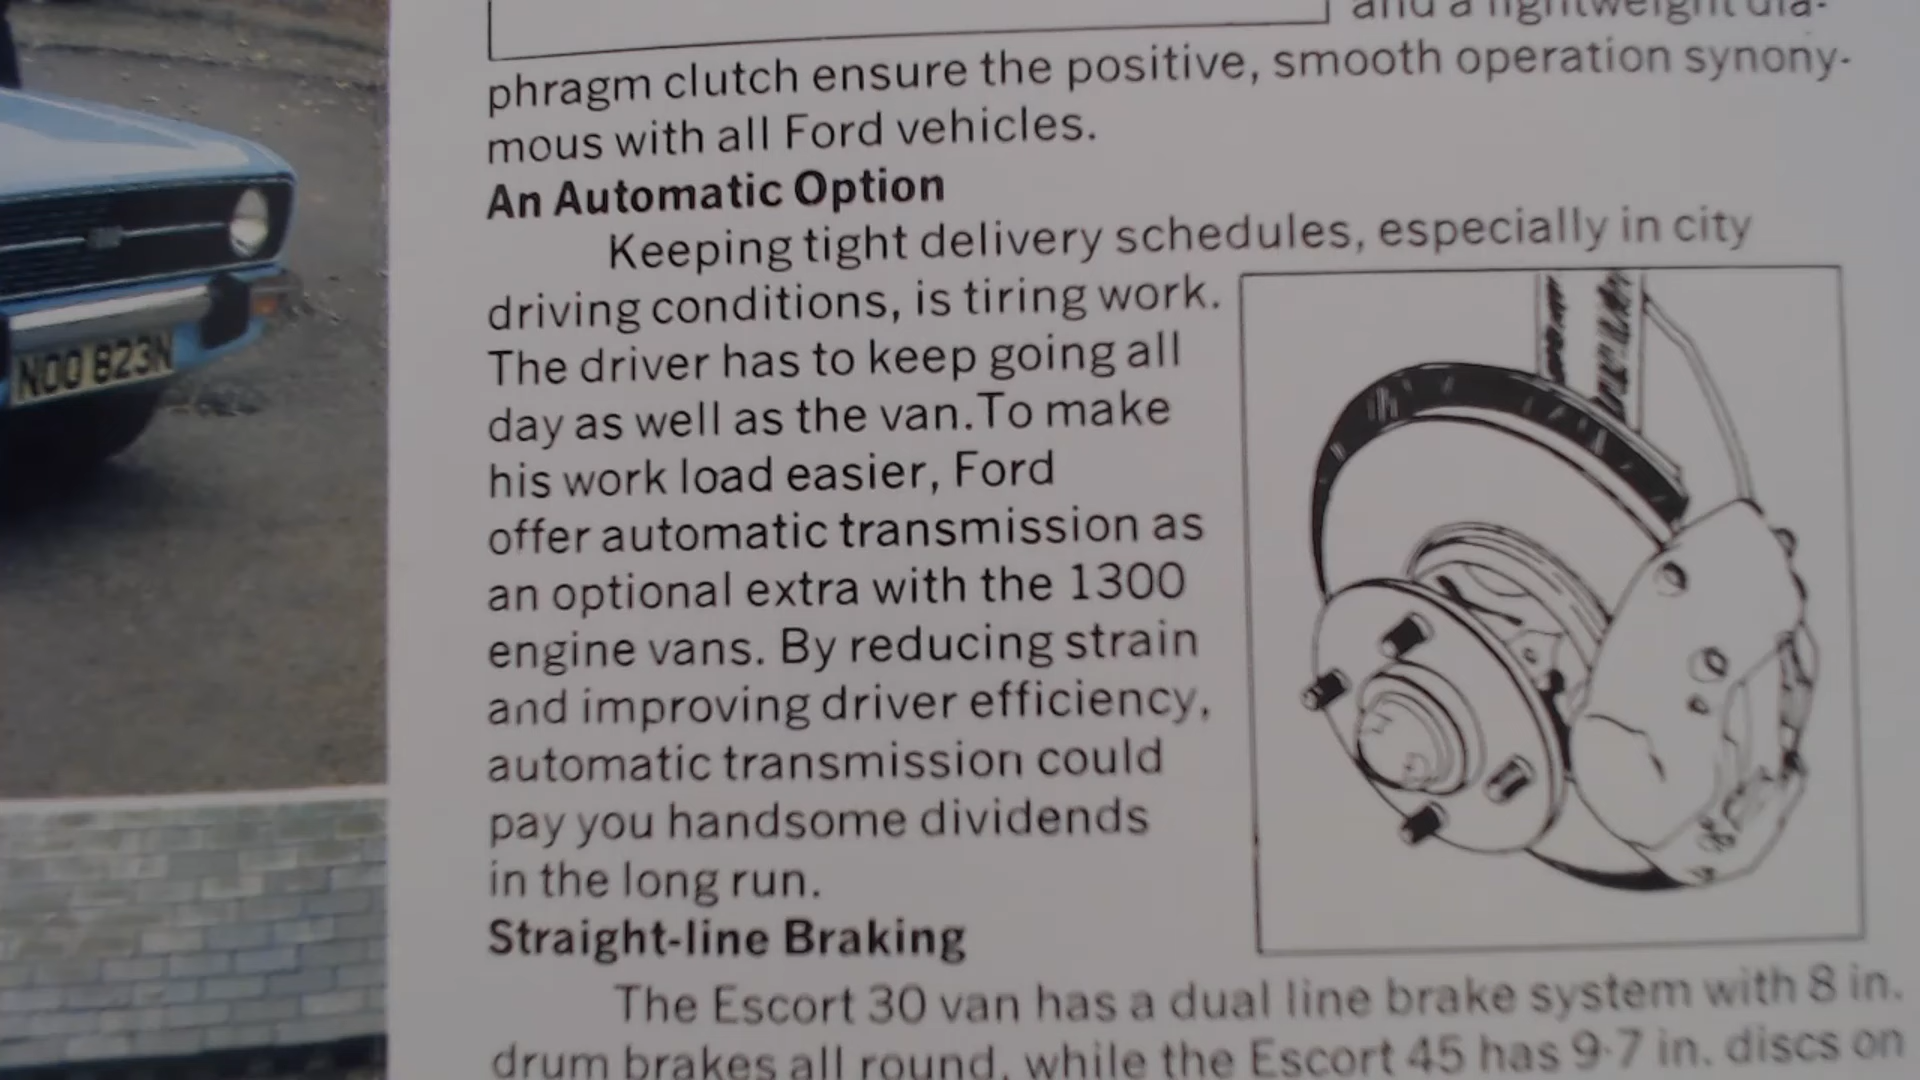 and a lightweight dia-
phragm clutch ensure the positive, smooth operation synony-
mous with all Ford vehicles.
An Automatic Option
Keeping tight delivery schedules, especially in city
driving conditions, is tiring work.
The driver has to keep going all
day as well as the van. To make
his work load easier, Ford
offer automatic transmission as
an optional extra with the 1300
engine vans. By reducing strain
and improving driver efficiency,
automatic transmission could
pay you handsome dividends
in the long run.
Straight-line Braking
The Escort 30 van has a dual line brake system with 8 in.
drum brakes all round, while the Escort 45 has 9·7 in. discs on
NOO 823N